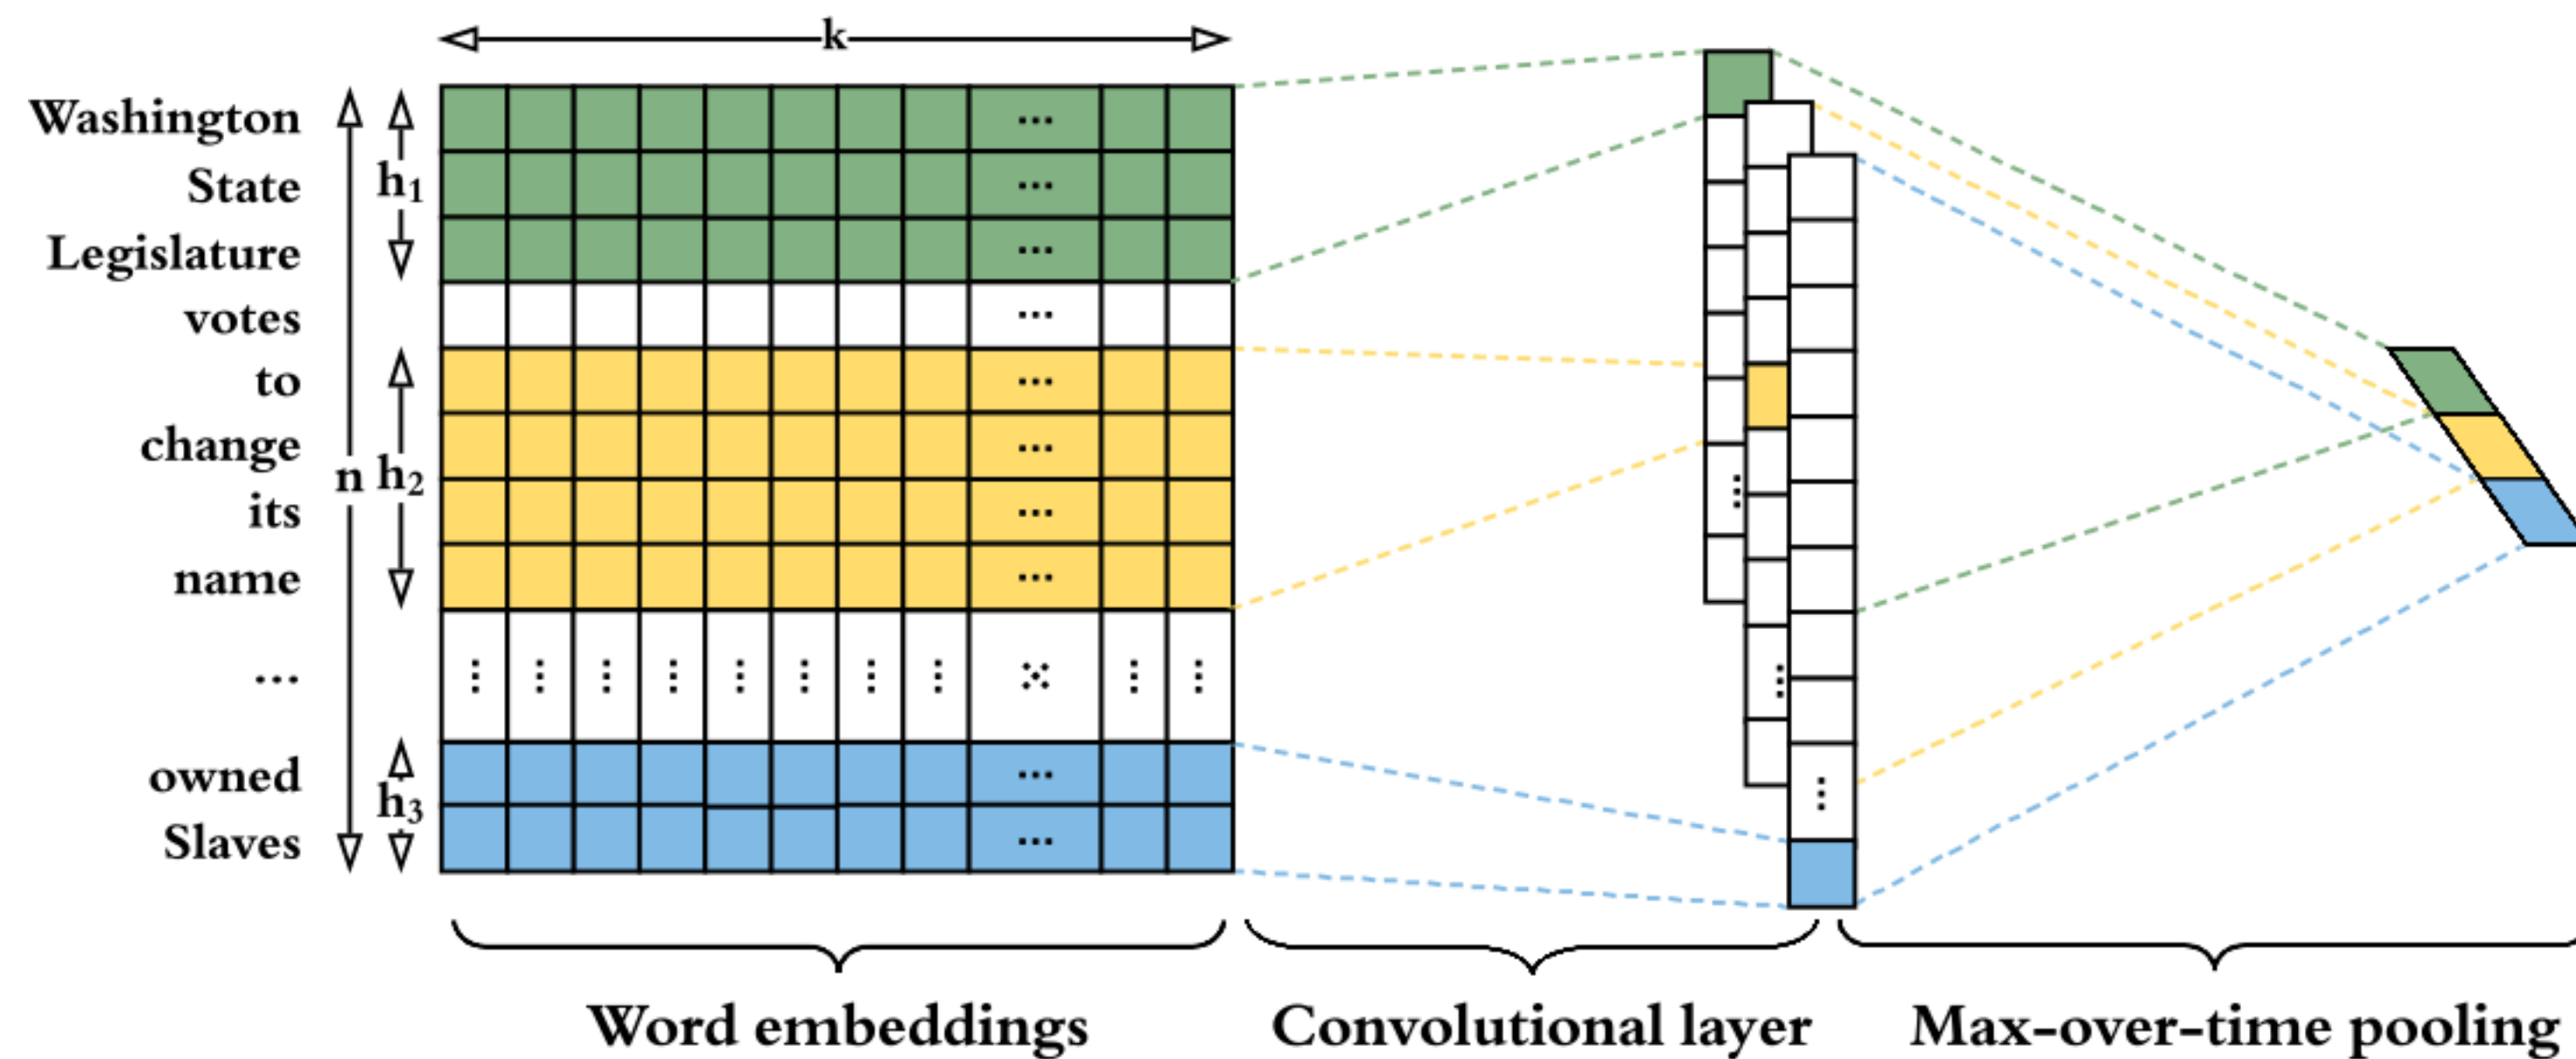 k
Washington
State
Legislature
votes
to
change
its
name
...
owned
Slaves
n
h₁
h₂
h₃
Word embeddings
Convolutional layer
Max-over-time pooling